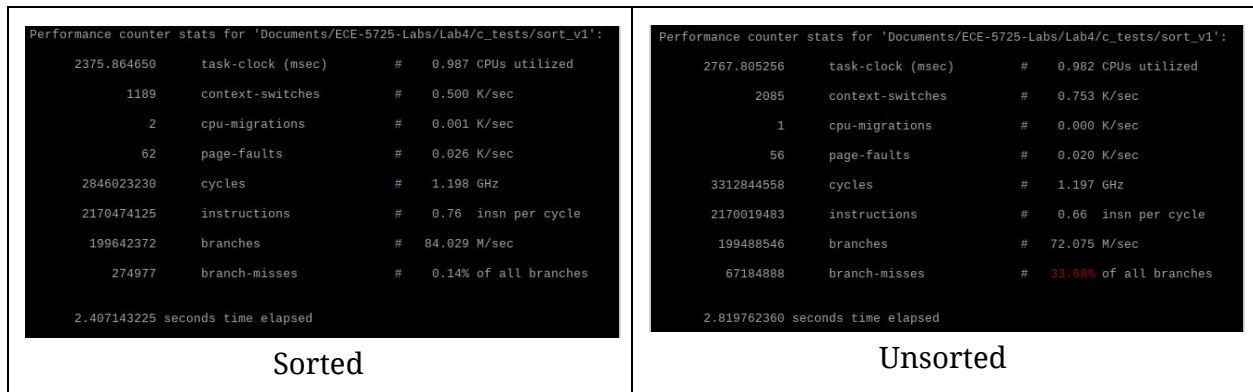 Performance counter stats for 'Documents/ECE-5725-Labs/Lab4/c_tests/sort_v1':
2375.864650 task-clock (msec) # 0.987 CPUs utilized
1189 context-switches # 0.500 K/sec
2 cpu-migrations # 0.001 K/sec
62 page-faults # 0.026 K/sec
2846023230 cycles # 1.198 GHz
2170474125 instructions # 0.76 insn per cycle
199642372 branches # 84.029 M/sec
274977 branch-misses # 0.14% of all branches
2.407143225 seconds time elapsed
Sorted
Performance counter stats for 'Documents/ECE-5725-Labs/Lab4/c_tests/sort_v1':
2767.805256 task-clock (msec) # 0.982 CPUs utilized
2085 context-switches # 0.753 K/sec
1 cpu-migrations # 0.000 K/sec
56 page-faults # 0.020 K/sec
3312844558 cycles # 1.197 GHz
2170019483 instructions # 0.66 insn per cycle
199488546 branches # 72.075 M/sec
67184888 branch-misses # 33.68% of all branches
2.819762360 seconds time elapsed
Unsorted